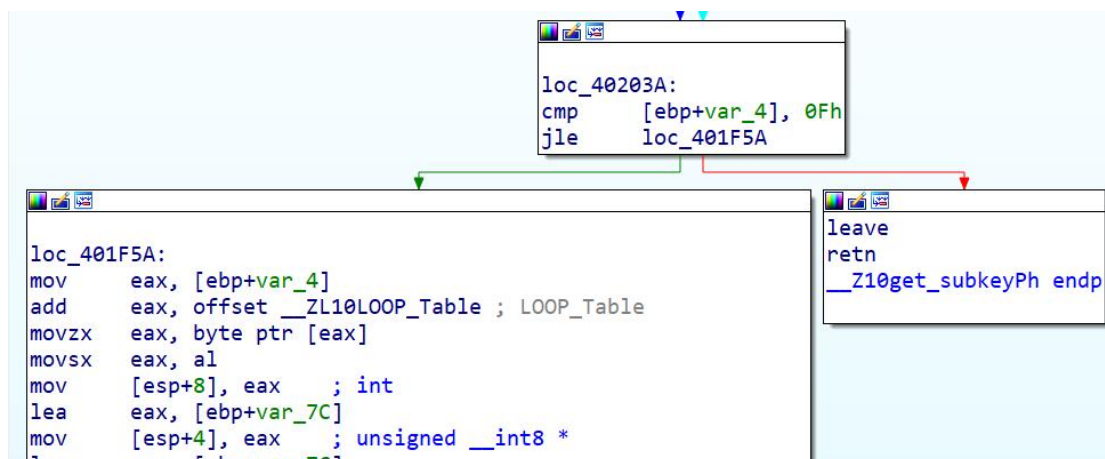 loc_40203A:
cmp     [ebp+var_4], 0Fh
jle     loc_401F5A
loc_401F5A:
mov     eax, [ebp+var_4]
add     eax, offset __ZL10LOOP_Table ; LOOP_Table
movzx   eax, byte ptr [eax]
movsx   eax, al
mov     [esp+8], eax    ; int
lea     eax, [ebp+var_7C]
mov     [esp+4], eax    ; unsigned __int8 *
leave
retn
__Z10get_subkeyPh endp